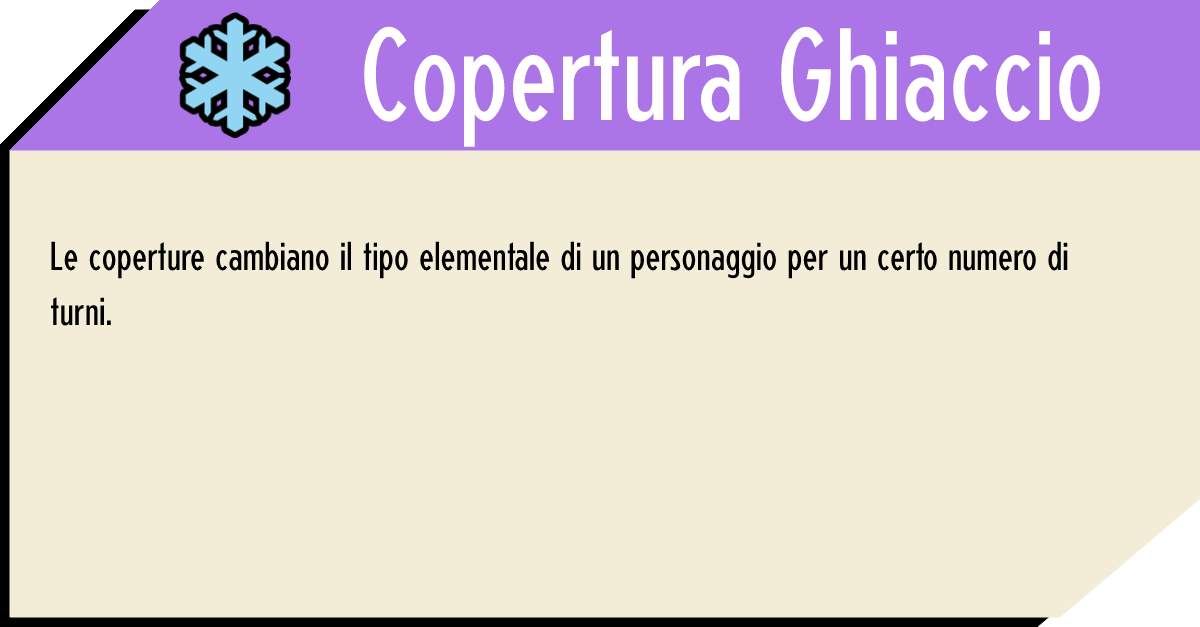 Copertura Ghiaccio
Le coperture cambiano il tipo elementale di un personaggio per un certo numero di
turni.